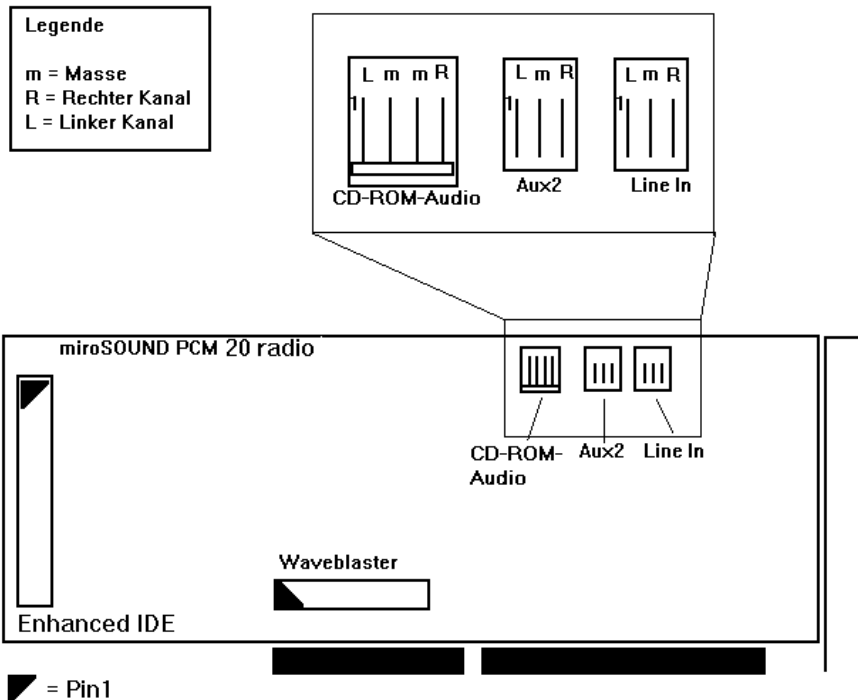 Legende
m = Masse
R = Rechter Kanal
L = Linker Kanal
L m m R
1
CD-ROM-Audio
L m R
1
Aux2
L m R
1
Line In
miroSOUND PCM 20 radio
CD-ROM-
Audio
Aux2
Line In
Waveblaster
Enhanced IDE
= Pin1